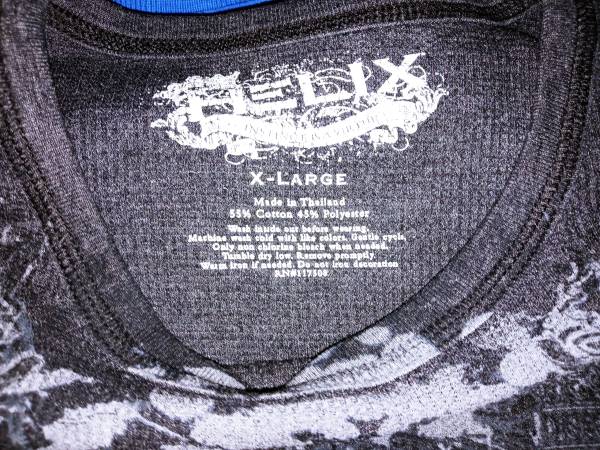 HELIX
X-LARGE
Made in Thailand
55% Cotton 45% Polyester
Wash inside out before wearing.
Machine wash cold with like colors. Gentle cycle.
Only non chlorine bleach when needed.
Tumble dry low. Remove promptly.
Warm iron if needed. Do not iron decoration
RN#117508